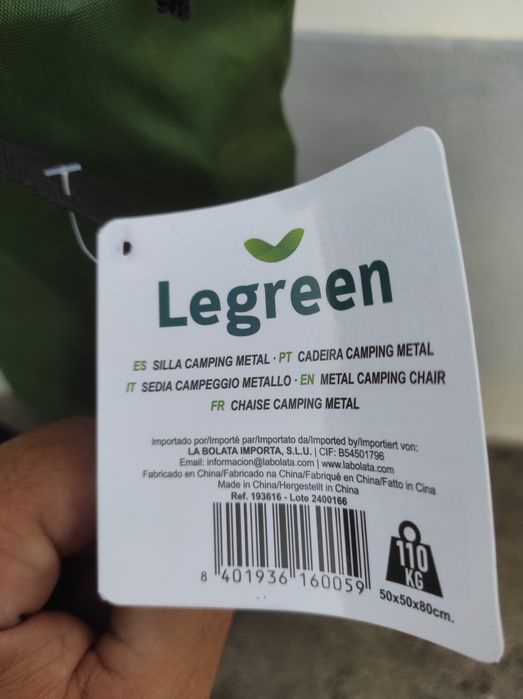 Legreen
ES SILLA CAMPING METAL · PT CADEIRA CAMPING METAL
IT SEDIA CAMPEGGIO METALLO · EN METAL CAMPING CHAIR
FR CHAISE CAMPING METAL
Importado por/Importé par/Importato da/Imported by/Importiert von:
LA BOLATA IMPORTA, S.L.U. | CIF: B54501796
Email: informacion@labolata.com | www.labolata.com
Fabricado en China/Fabricado na China/Fabriqué en China/Fatto in Cina
Made in China/Hergestellt in China
Ref. 193616 - Lote 2400166
8 401936 160059
110
KG
50x50x80cm.